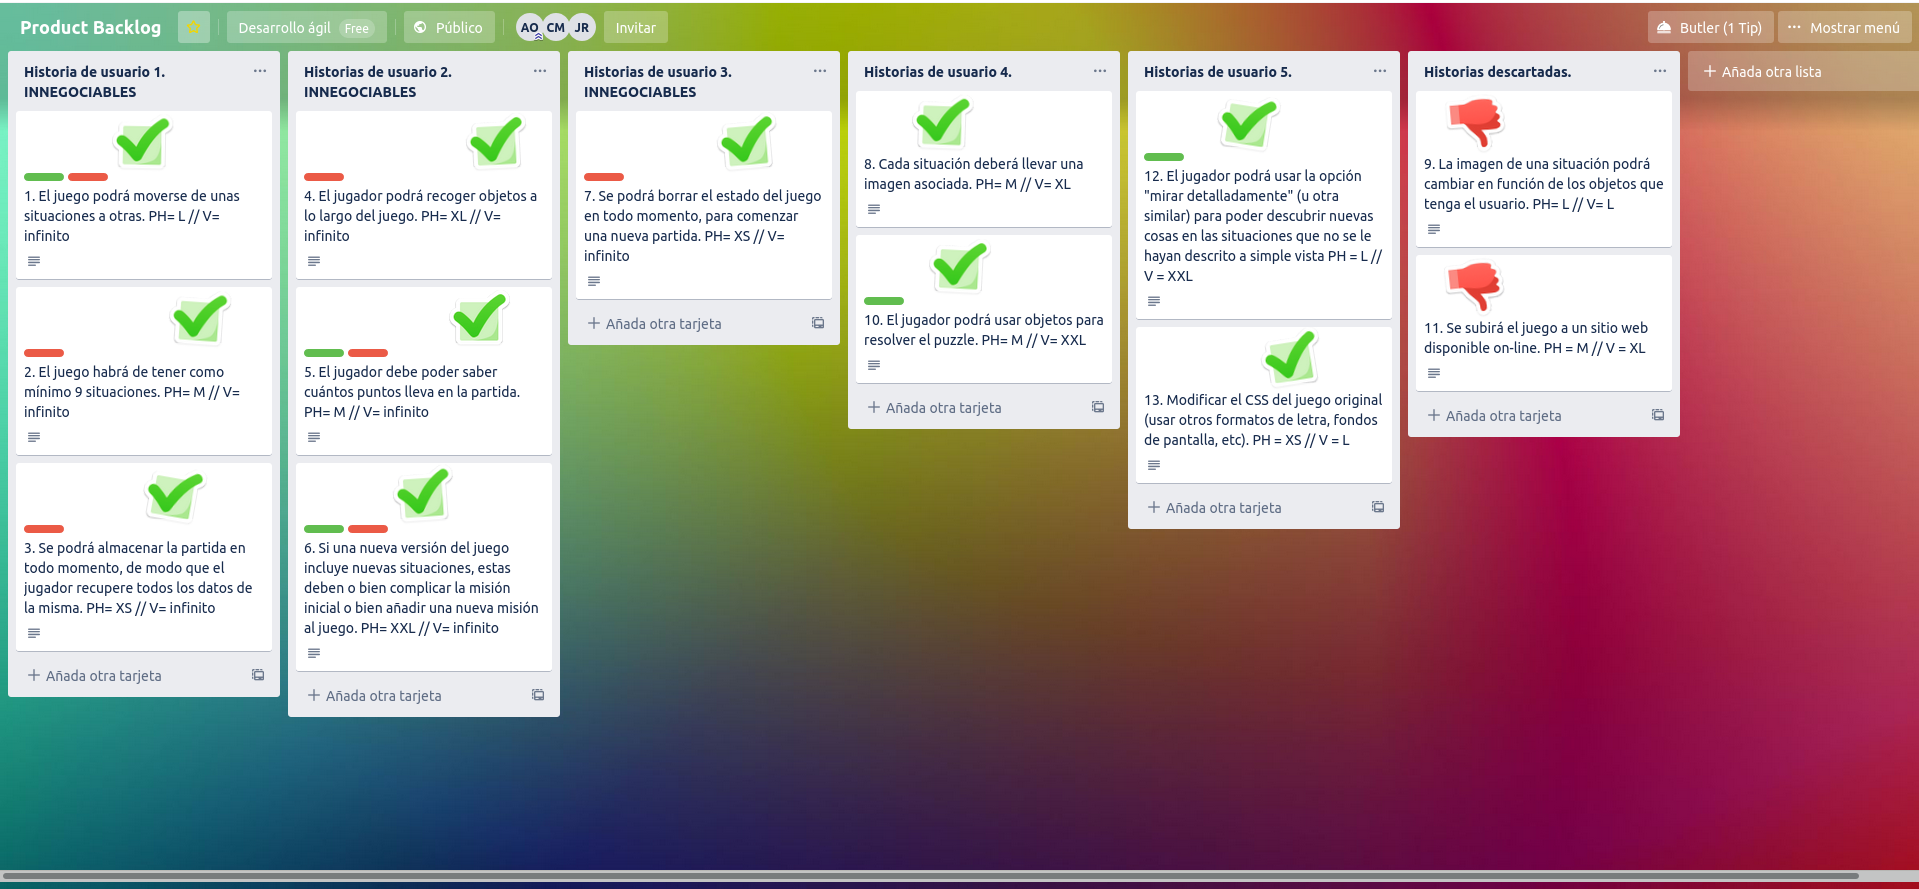 Product Backlog
Desarrollo ágil Free
Público
AO CM JR
Invitar
Butler (1 Tip)
··· Mostrar menú
Historia de usuario 1.
INNEGOCIABLES
1. El juego podrá moverse de unas
situaciones a otras. PH= L // V=
infinito
2. El juego habrá de tener como
mínimo 9 situaciones. PH= M // V=
infinito
3. Se podrá almacenar la partida en
todo momento, de modo que el
jugador recupere todos los datos de
la misma. PH= XS // V= infinito
+ Añada otra tarjeta
Historias de usuario 2.
INNEGOCIABLES
4. El jugador podrá recoger objetos a
lo largo del juego. PH= XL // V=
infinito
5. El jugador debe poder saber
cuántos puntos lleva en la partida.
PH= M // V= infinito
6. Si una nueva versión del juego
incluye nuevas situaciones, estas
deben o bien complicar la misión
inicial o bien añadir una nueva misión
al juego. PH= XXL // V= infinito
+ Añada otra tarjeta
Historias de usuario 3.
INNEGOCIABLES
7. Se podrá borrar el estado del juego
en todo momento, para comenzar
una nueva partida. PH= XS // V=
infinito
+ Añada otra tarjeta
Historias de usuario 4.
8. Cada situación deberá llevar una
imagen asociada. PH= M // V= XL
10. El jugador podrá usar objetos para
resolver el puzzle. PH= M // V= XXL
+ Añada otra tarjeta
Historias de usuario 5.
12. El jugador podrá usar la opción
"mirar detalladamente" (u otra
similar) para poder descubrir nuevas
cosas en las situaciones que no se le
hayan descrito a simple vista PH = L //
V = XXL
13. Modificar el CSS del juego original
(usar otros formatos de letra, fondos
de pantalla, etc). PH = XS // V = L
+ Añada otra tarjeta
Historias descartadas.
9. La imagen de una situación podrá
cambiar en función de los objetos que
tenga el usuario. PH= L // V= L
11. Se subirá el juego a un sitio web
disponible on-line. PH = M // V = XL
+ Añada otra tarjeta
+ Añada otra lista